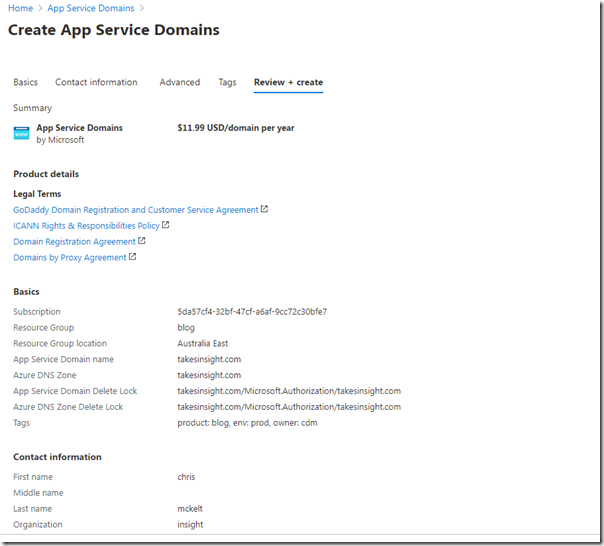 Home > App Service Domains >
Create App Service Domains
Basics Contact information Advanced Tags Review + create
Summary
www
App Service Domains $11.99 USD/domain per year
by Microsoft
Product details
Legal Terms
GoDaddy Domain Registration and Customer Service Agreement
ICANN Rights & Responsibilities Policy
Domain Registration Agreement
Domains by Proxy Agreement
Basics
Subscription 5da57cf4-32bf-47cf-a6af-9cc72c30bfe7
Resource Group blog
Resource Group location Australia East
App Service Domain name takesinsight.com
Azure DNS Zone takesinsight.com
App Service Domain Delete Lock takesinsight.com/Microsoft.Authorization/takesinsight.com
Azure DNS Zone Delete Lock takesinsight.com/Microsoft.Authorization/takesinsight.com
Tags product: blog, env: prod, owner: cdm
Contact information
First name chris
Middle name
Last name mckelt
Organization insight